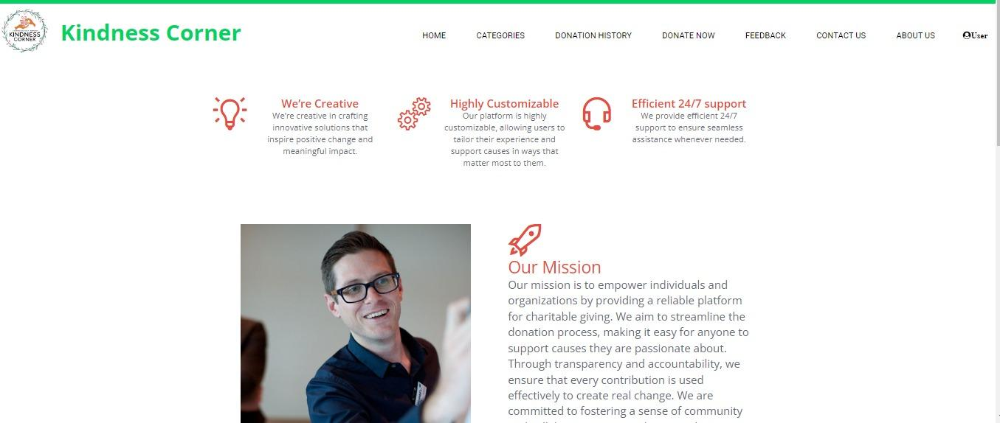 KINDNESS
CORNER
Kindness Corner
HOME CATEGORIES DONATION HISTORY DONATE NOW FEEDBACK CONTACT US ABOUT US User
We’re Creative
We’re creative in crafting
innovative solutions that
inspire positive change and
meaningful impact.
Highly Customizable
Our platform is highly
customizable, allowing users to
tailor their experience and
support causes in ways that
matter most to them.
Efficient 24/7 support
We provide efficient 24/7
support to ensure seamless
assistance whenever needed.
Our Mission
Our mission is to empower individuals and
organizations by providing a reliable platform
for charitable giving. We aim to streamline the
donation process, making it easy for anyone to
support causes they are passionate about.
Through transparency and accountability, we
ensure that every contribution is used
effectively to create real change. We are
committed to fostering a sense of community